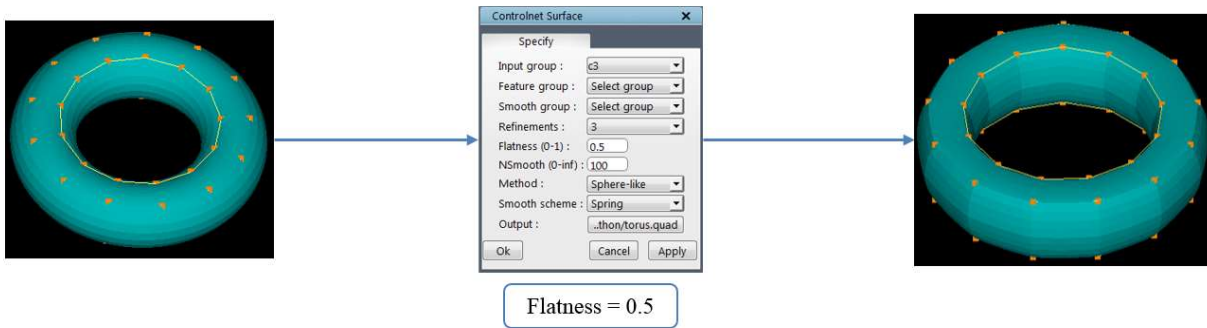 Controlnet Surface
Specify
Input group : c3
Feature group : Select group
Smooth group : Select group
Refinements : 3
Flatness (0-1) : 0.5
NSmooth (0-inf) : 100
Method : Sphere-like
Smooth scheme : Spring
Output : ..thon/torus.quad
Ok Cancel Apply
Flatness = 0.5